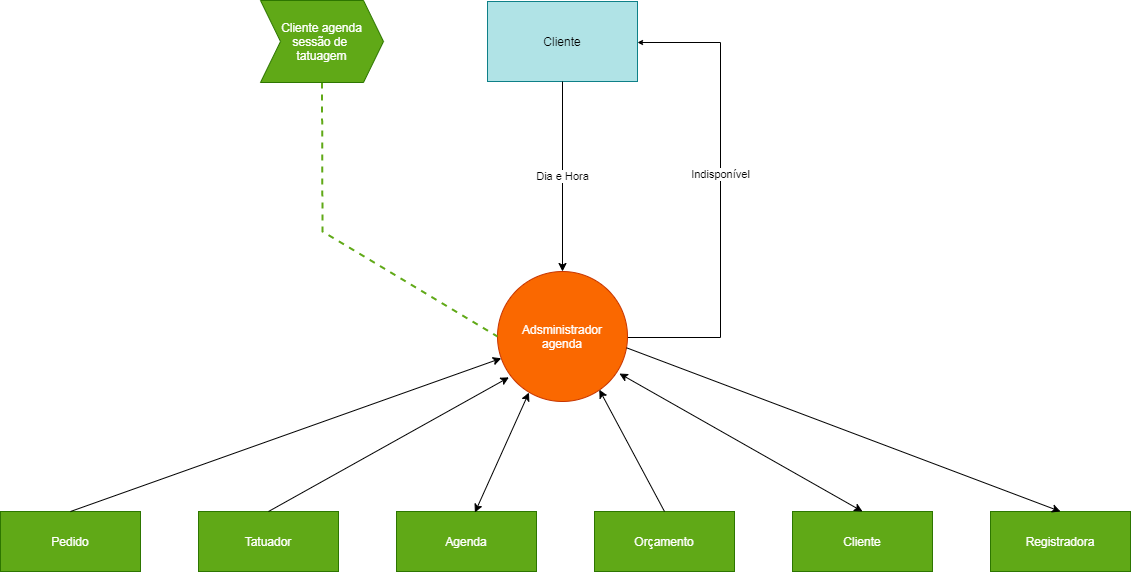 Cliente agenda
sessão de
tatuagem
Cliente
Dia e Hora
Indisponível
Adsministrador
agenda
Pedido
Tatuador
Agenda
Orçamento
Cliente
Registradora